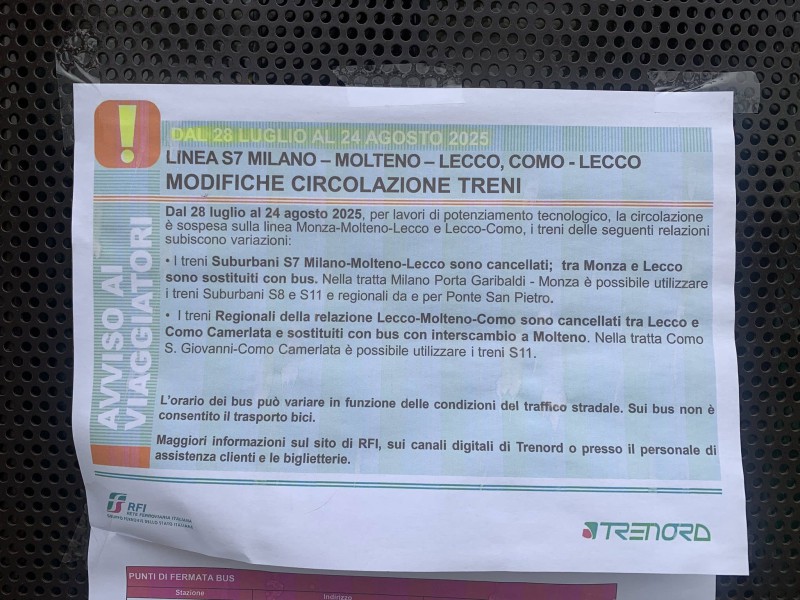 !
DAL 28 LUGLIO AL 24 AGOSTO 2025
LINEA S7 MILANO – MOLTENO – LECCO, COMO - LECCO
MODIFICHE CIRCOLAZIONE TRENI
AVVISO AI
VIAGGIATORI
Dal 28 luglio al 24 agosto 2025, per lavori di potenziamento tecnologico, la circolazione
è sospesa sulla linea Monza-Molteno-Lecco e Lecco-Como, i treni delle seguenti relazioni
subiscono variazioni:
• I treni Suburbani S7 Milano-Molteno-Lecco sono cancellati; tra Monza e Lecco
sono sostituiti con bus. Nella tratta Milano Porta Garibaldi - Monza è possibile utilizzare
i treni Suburbani S8 e S11 e regionali da e per Ponte San Pietro.
• I treni Regionali della relazione Lecco-Molteno-Como sono cancellati tra Lecco e
Como Camerlata e sostituiti con bus con interscambio a Molteno. Nella tratta Como
S. Giovanni-Como Camerlata è possibile utilizzare i treni S11.
L'orario dei bus può variare in funzione delle condizioni del traffico stradale. Sui bus non è
consentito il trasporto bici.
Maggiori informazioni sul sito di RFI, sui canali digitali di Trenord o presso il personale di
assistenza clienti e le biglietterie.
RFI
RETE FERROVIARIA ITALIANA
GRUPPO FERROVIE DELLO STATO ITALIANE
TRENORD
PUNTI DI FERMATA BUS
Stazione
Indirizzo